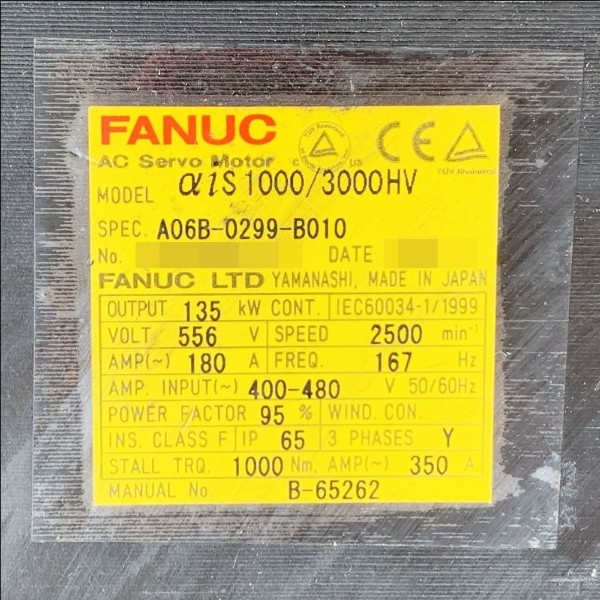 FANUC
AC Servo Motor
C US
TÜV Rheinland
MODEL αiS1000/3000HV
SPEC. A06B-0299-B010
No. DATE
FANUC LTD YAMANASHI, MADE IN JAPAN
OUTPUT 135 kW CONT. IEC60034-1/1999
VOLT 556 V SPEED 2500 min⁻¹
AMP(~) 180 A FREQ. 167 Hz
AMP. INPUT(~) 400-480 V 50/60Hz
POWER FACTOR 95 % WIND. CON.
INS. CLASS F IP 65 3 PHASES Y
STALL TRQ. 1000 Nm, AMP(~) 350 A
MANUAL No. B-65262